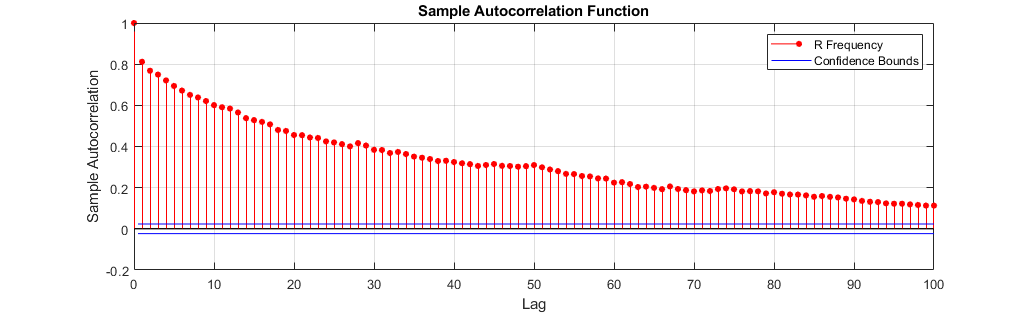 Sample Autocorrelation Function
R Frequency
Confidence Bounds
Sample Autocorrelation
1
0.8
0.6
0.4
0.2
0
-0.2
0 10 20 30 40 50 60 70 80 90 100
Lag